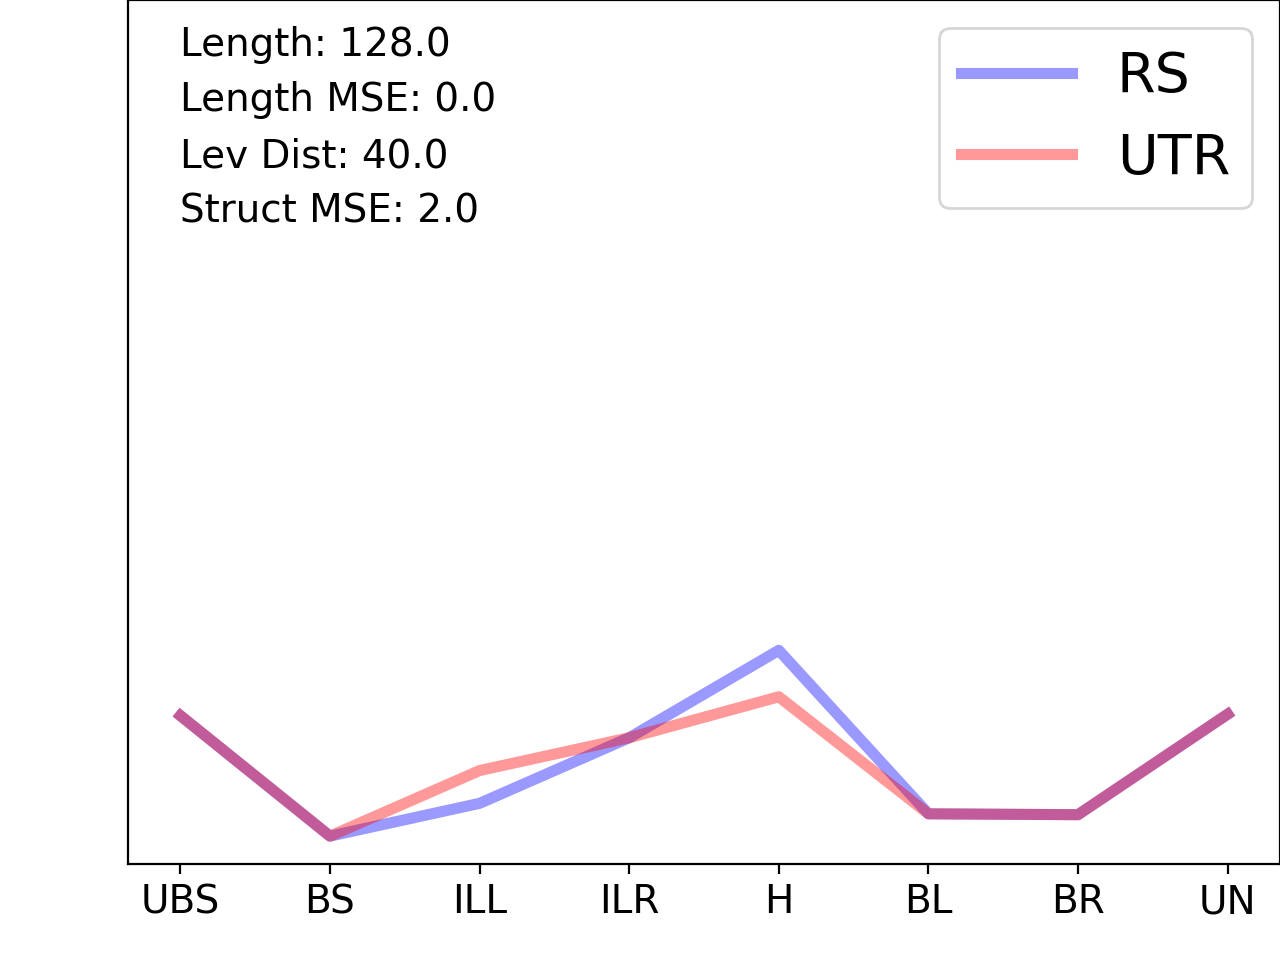 Length: 128.0
Length MSE: 0.0
Lev Dist: 40.0
Struct MSE: 2.0
RS
UTR
UBS BS ILL ILR H BL BR UN